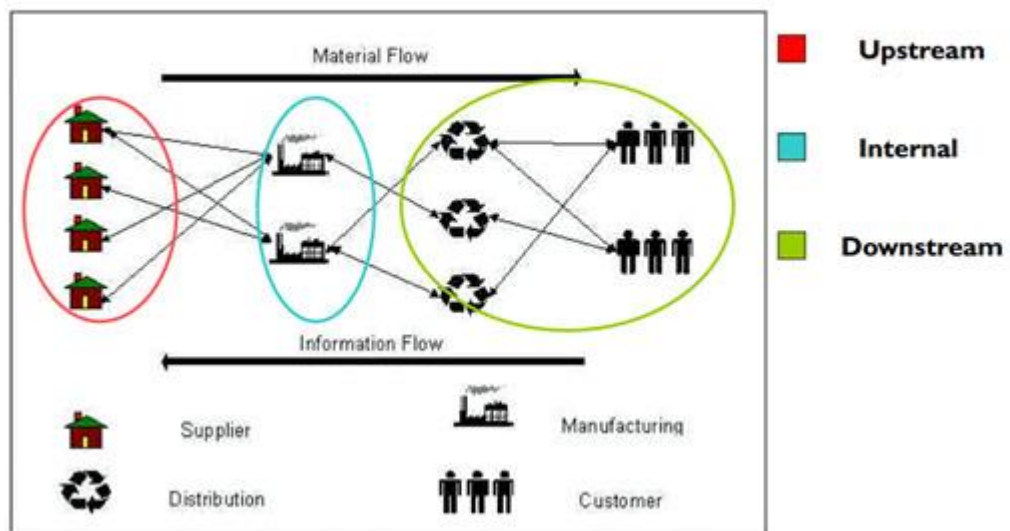 Material Flow
Upstream
Internal
Downstream
Information Flow
Supplier
Manufacturing
Distribution
Customer